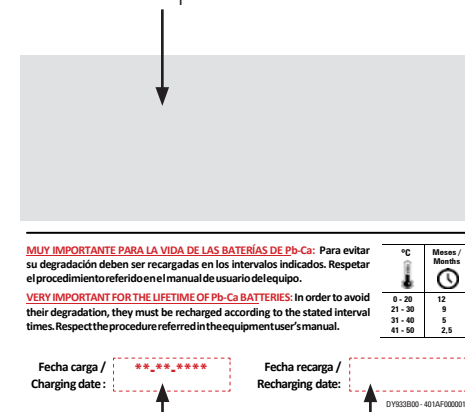 MUY IMPORTANTE PARA LA VIDA DE LAS BATERÍAS DE Pb-Ca: Para evitar
su degradación deben ser recargadas en los intervalos indicados. Respetar
el procedimiento referido en el manual de usuario del equipo.
VERY IMPORTANT FOR THE LIFETIME OF Pb-Ca BATTERIES: In order to avoid
their degradation, they must be recharged according to the stated interval
times. Respect the procedure referred in the equipment user's manual.
°C Meses / Months
0 - 20 12
21 - 30 9
31 - 40 5
41 - 50 2,5
Fecha carga / Charging date : **-**-****
Fecha recarga / Recharging date:
DY933B00 - 401AF000001